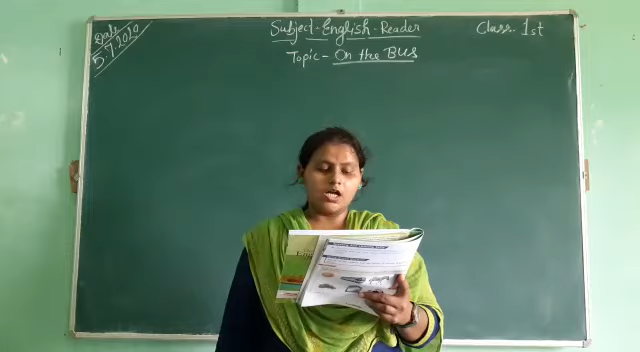 Date
5.7.2020
Subject-English-Reader
Class. 1st
Topic - On the BUS